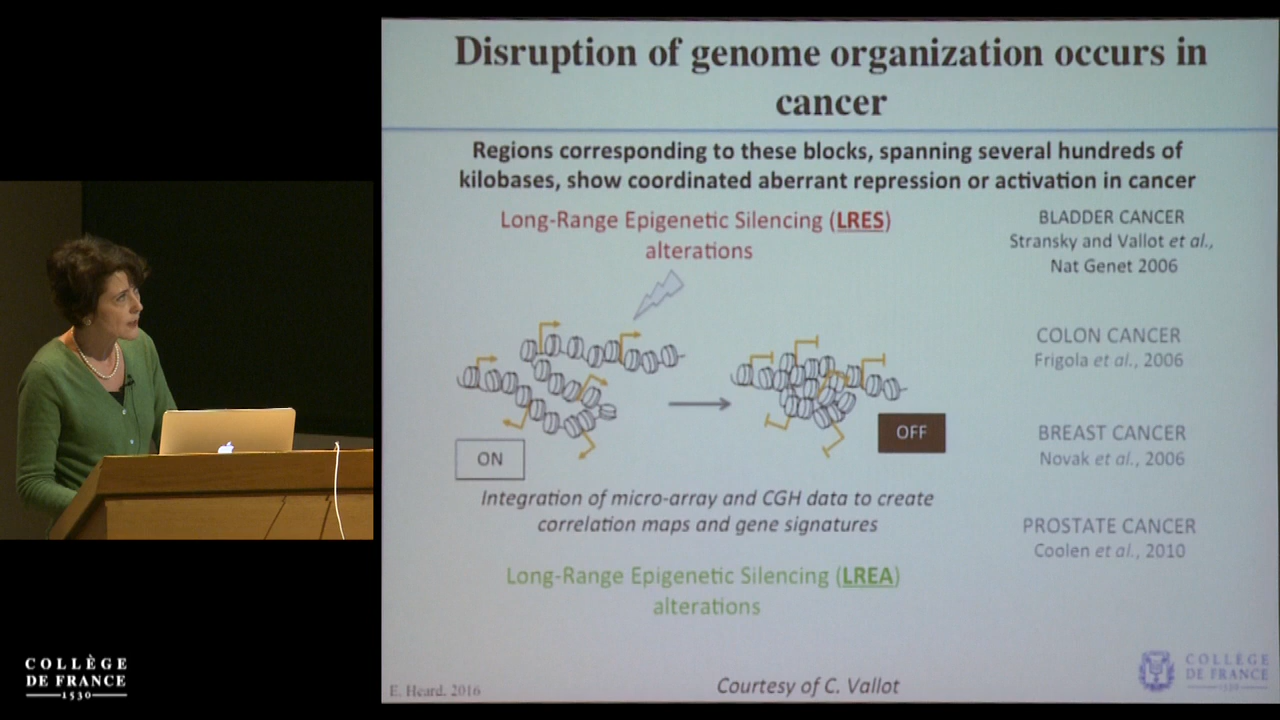 Disruption of genome organization occurs in
cancer
Regions corresponding to these blocks, spanning several hundreds of
kilobases, show coordinated aberrant repression or activation in cancer
Long-Range Epigenetic Silencing (LRES)
alterations
ON
OFF
Integration of micro-array and CGH data to create
correlation maps and gene signatures
Long-Range Epigenetic Silencing (LREA)
alterations
BLADDER CANCER
Stransky and Vallot et al.,
Nat Genet 2006
COLON CANCER
Frigola et al., 2006
BREAST CANCER
Novak et al., 2006
PROSTATE CANCER
Coolen et al., 2010
E. Heard, 2016
Courtesy of C. Vallot
COLLÈGE
DE FRANCE
1530
COLLÈGE
DE FRANCE
1530